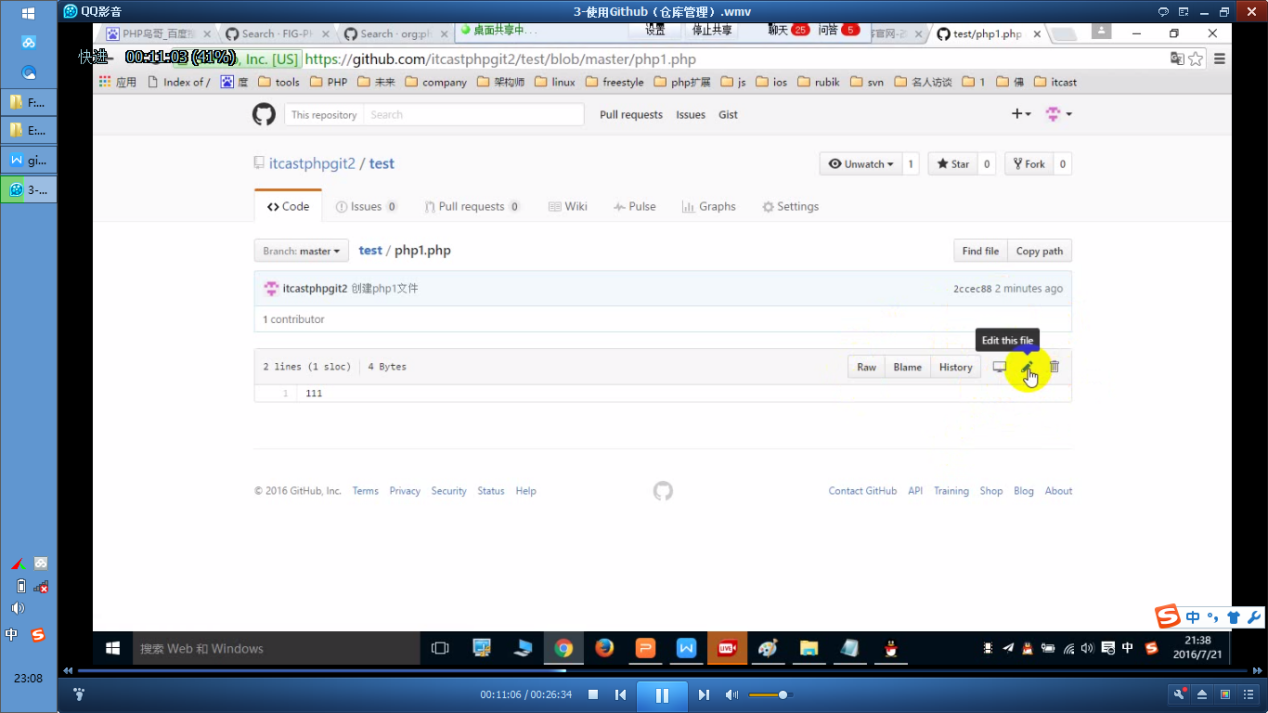 QQ影音
3-使用Github（仓库管理）.wmv
PHP鸟哥_百度
Search · FIG-P
Search · org:ph
桌面共享中...
设置
停止共享
聊天 25
问答 5
test/php1.php
快进 00:11:03 (41%)
Inc. [US] https://github.com/itcastphpgit2/test/blob/master/php1.php
应用 Index of / 度 tools PHP 未来 company 架构师 linux freestyle php扩展 js ios rubik svn 名人访谈 1 佛 itcast
This repository Search Pull requests Issues Gist
itcastphpgit2 / test
Unwatch 1 Star 0 Fork 0
Code Issues 0 Pull requests 0 Wiki Pulse Graphs Settings
Branch: master test / php1.php Find file Copy path
itcastphpgit2 创建php1文件 2ccec88 2 minutes ago
1 contributor
Edit this file
2 lines (1 sloc) 4 Bytes Raw Blame History
1 111
© 2016 GitHub, Inc. Terms Privacy Security Status Help Contact GitHub API Training Shop Blog About
F:...
E:...
gi...
3-...
中
23:08
中
搜索 Web 和 Windows
LIVE
中
21:38
2016/7/21
00:11:06 / 00:26:34